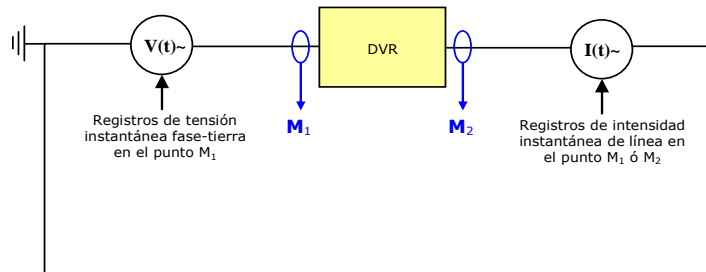 V(t)~
DVR
I(t)~
Registros de tensión
instantánea fase-tierra
en el punto M₁
M₁
M₂
Registros de intensidad
instantánea de línea en
el punto M₁ ó M₂